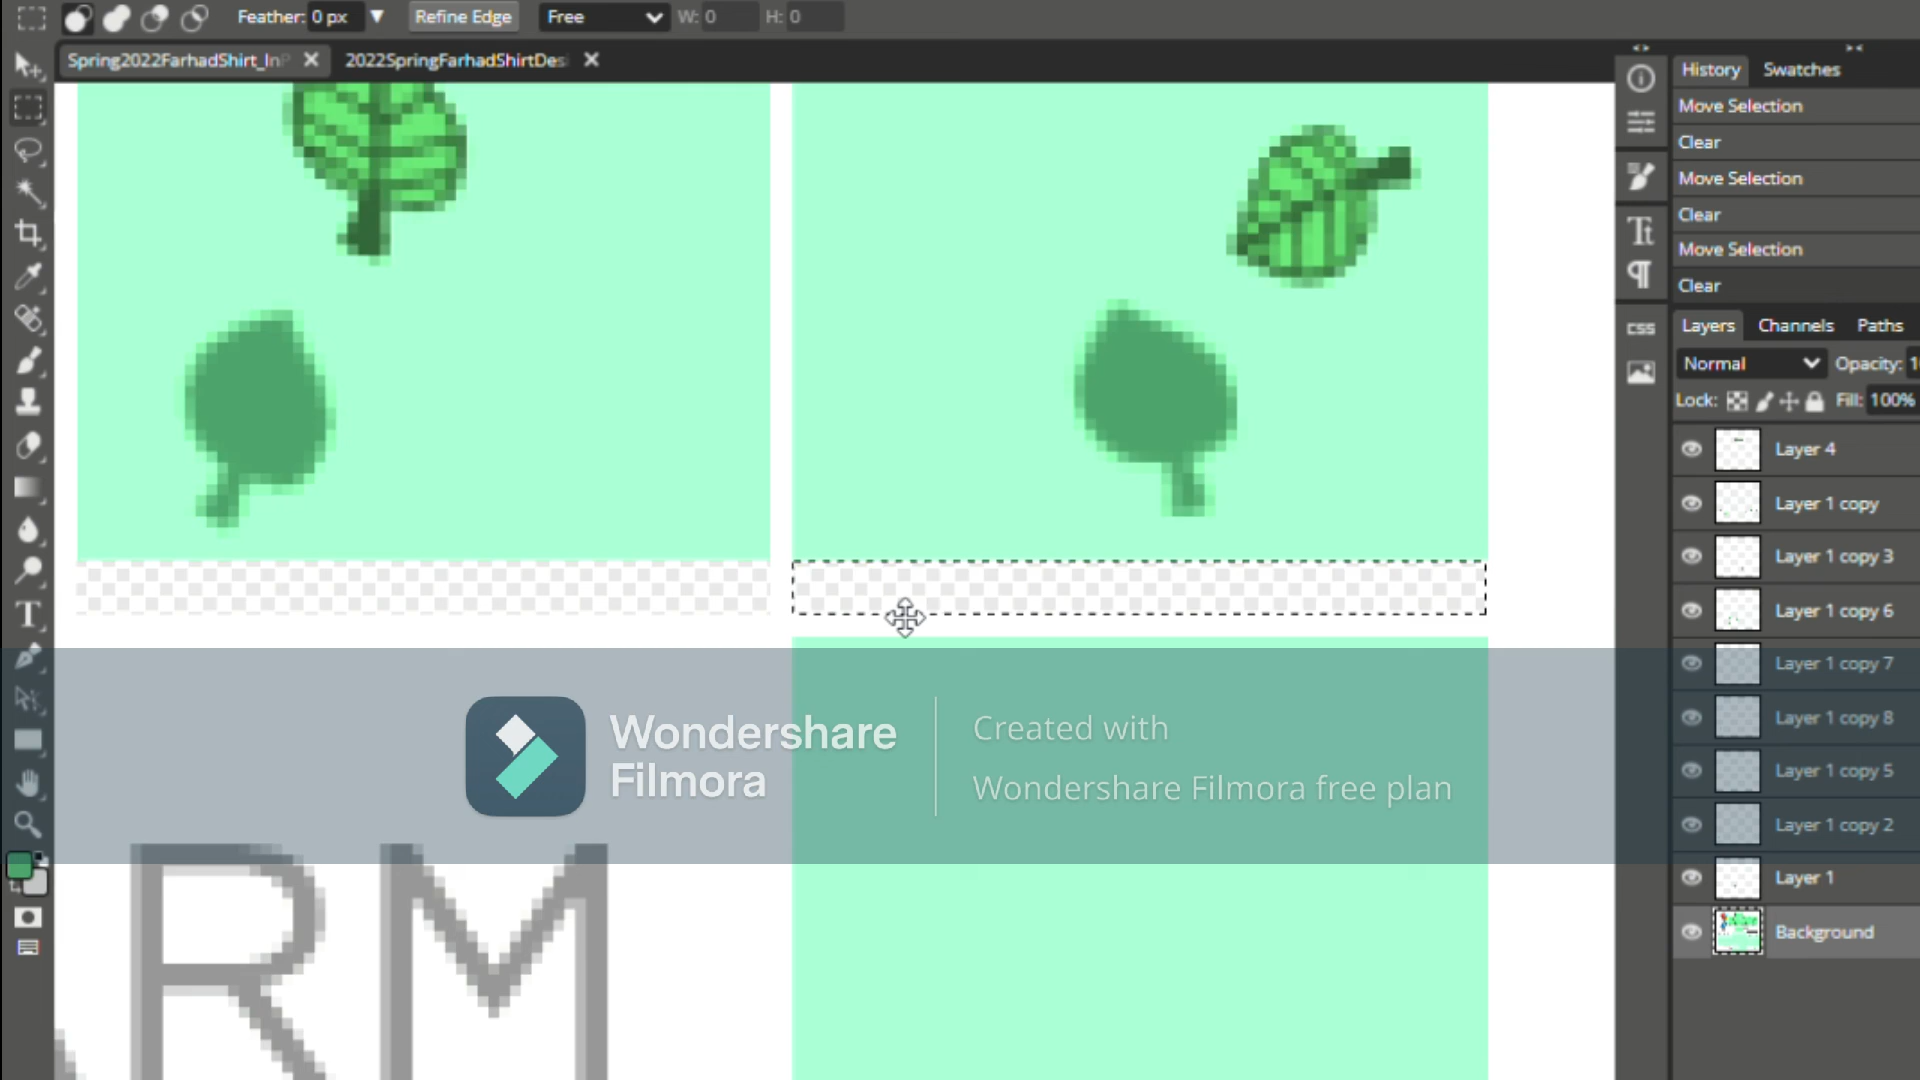 Feather: 0 px Refine Edge Free W: 0 H: 0
Spring2022FarhadShirt_InP 2022SpringFarhadShirtDes
History Swatches
Move Selection
Clear
Move Selection
Clear
Move Selection
Clear
Layers Channels Paths
Normal Opacity: 1
Lock: Fill: 100%
Layer 4
Layer 1 copy
Layer 1 copy 3
Layer 1 copy 6
Layer 1 copy 7
Layer 1 copy 8
Layer 1 copy 5
Layer 1 copy 2
Layer 1
Background
CSS
Wondershare
Filmora
Created with
Wondershare Filmora free plan
ARM